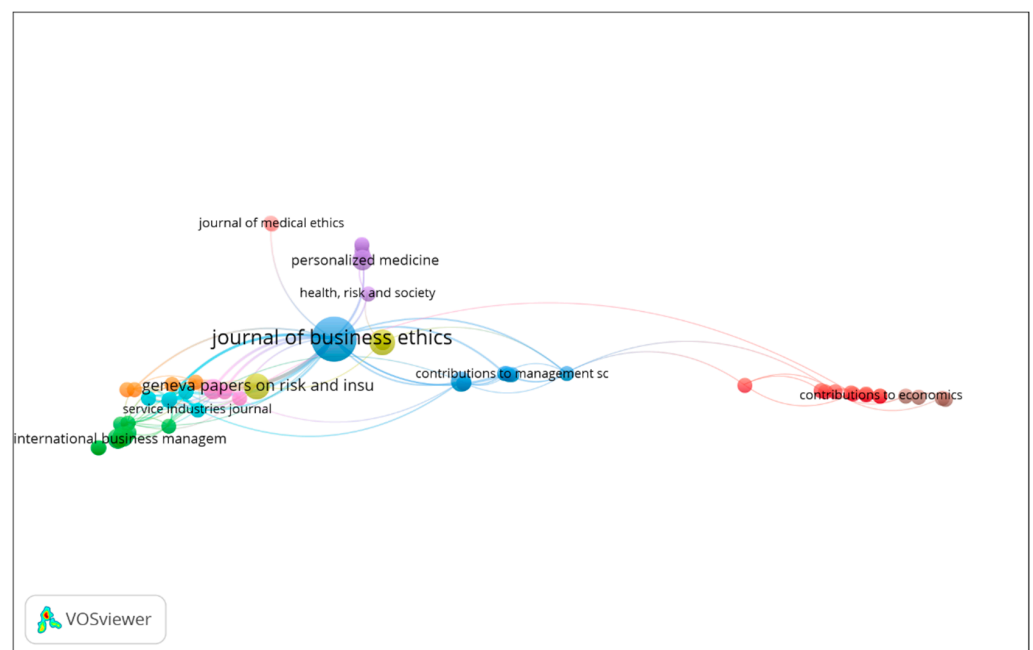 journal of medical ethics
personalized medicine
health, risk and society
journal of business ethics
contributions to management sc
geneva papers on risk and insu
contributions to economics
service industries journal
international business managem
VOSviewer